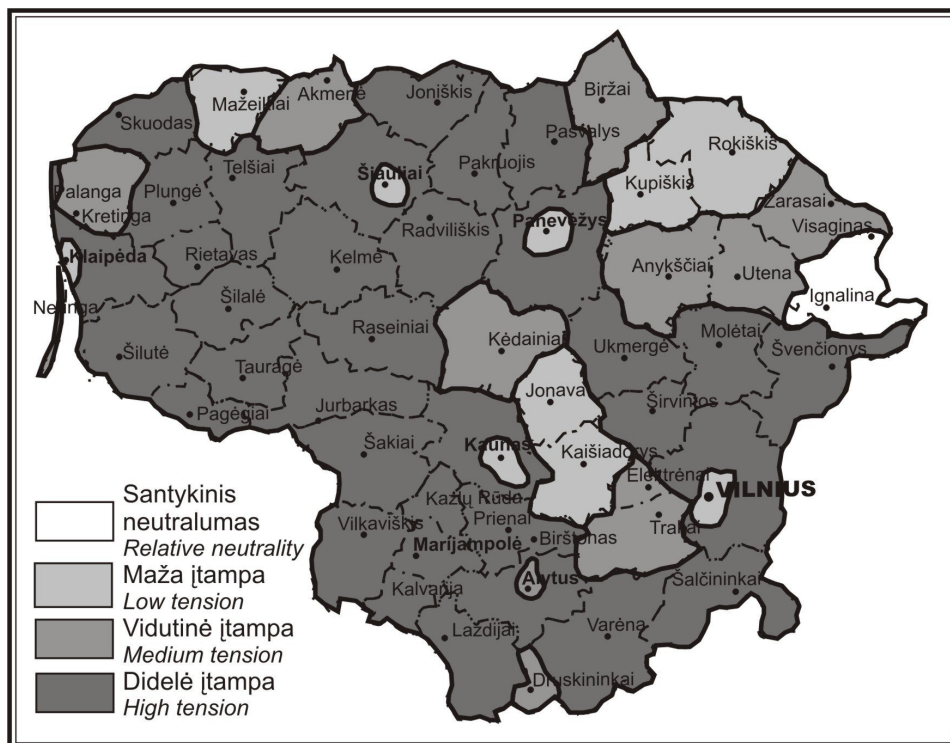 Mažeikiai
Akmenė
Joniškis
Biržai
Skuodas
Pasvalys
Rokiškis
Telšiai
Pakruojis
Šiauliai
Kupiškis
Palanga
Plungė
Kretinga
Zarasai
Radviliškis
Panevėžys
Visaginas
Klaipėda
Rietavas
Kelmė
Anykščiai
Utena
Neringa
Šilalė
Ignalina
Raseiniai
Kėdainiai
Molėtai
Šilutė
Ukmergė
Švenčionys
Tauragė
Jonava
Pagėgiai
Jurbarkas
Širvintos
Šakiai
Kaunas
Kaišiadorys
Elektrėnai
VILNIUS
Kazlų Rūda
Vilkaviškis
Prienai
Trakai
Marijampolė
Birštonas
Kalvarija
Alytus
Šalčininkai
Lazdijai
Varėna
Druskininkai
Santykinis
neutralumas
Relative neutrality
Maža įtampa
Low tension
Vidutinė įtampa
Medium tension
Didelė įtampa
High tension